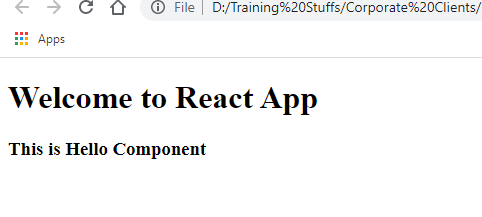 File D:/Training%20Stuffs/Corporate%20Clients/
Apps
Welcome to React App
This is Hello Component